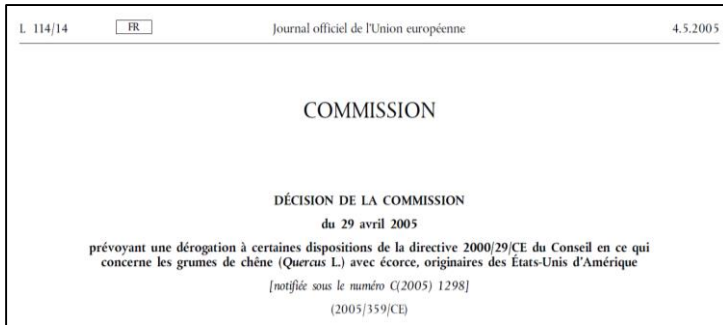 L 114/14 FR Journal officiel de l'Union européenne 4.5.2005
COMMISSION
DÉCISION DE LA COMMISSION
du 29 avril 2005
prévoyant une dérogation à certaines dispositions de la directive 2000/29/CE du Conseil en ce qui
concerne les grumes de chêne (Quercus L.) avec écorce, originaires des États-Unis d'Amérique
[notifiée sous le numéro C(2005) 1298]
(2005/359/CE)